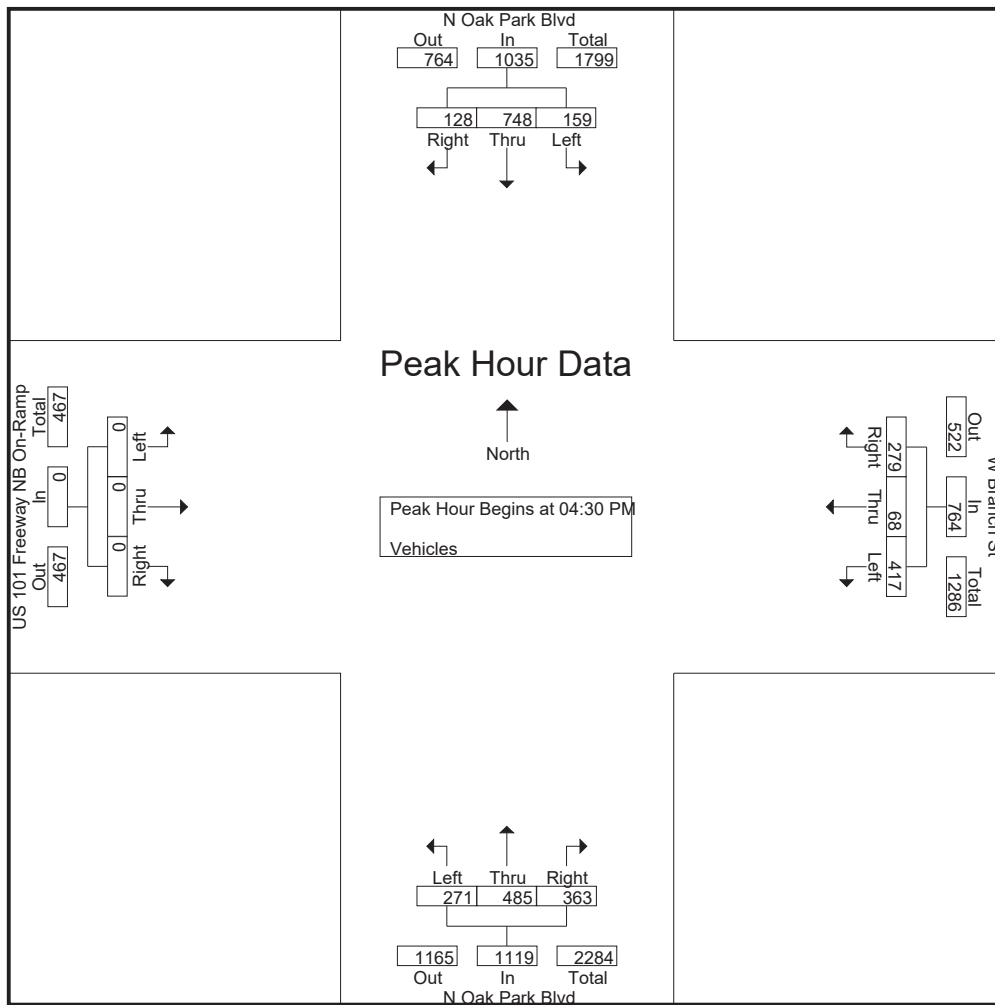 N Oak Park Blvd
Out In Total
764 1035 1799
128 748 159
Right Thru Left
Peak Hour Data
North
Peak Hour Begins at 04:30 PM
Vehicles
US 101 Freeway NB On-Ramp
Total In Out
467 0 467
0 0 0
Left Thru Right
W Branch St
Out In Total
522 764 1286
279 68 417
Right Thru Left
Left Thru Right
271 485 363
1165 1119 2284
Out In Total
N Oak Park Blvd